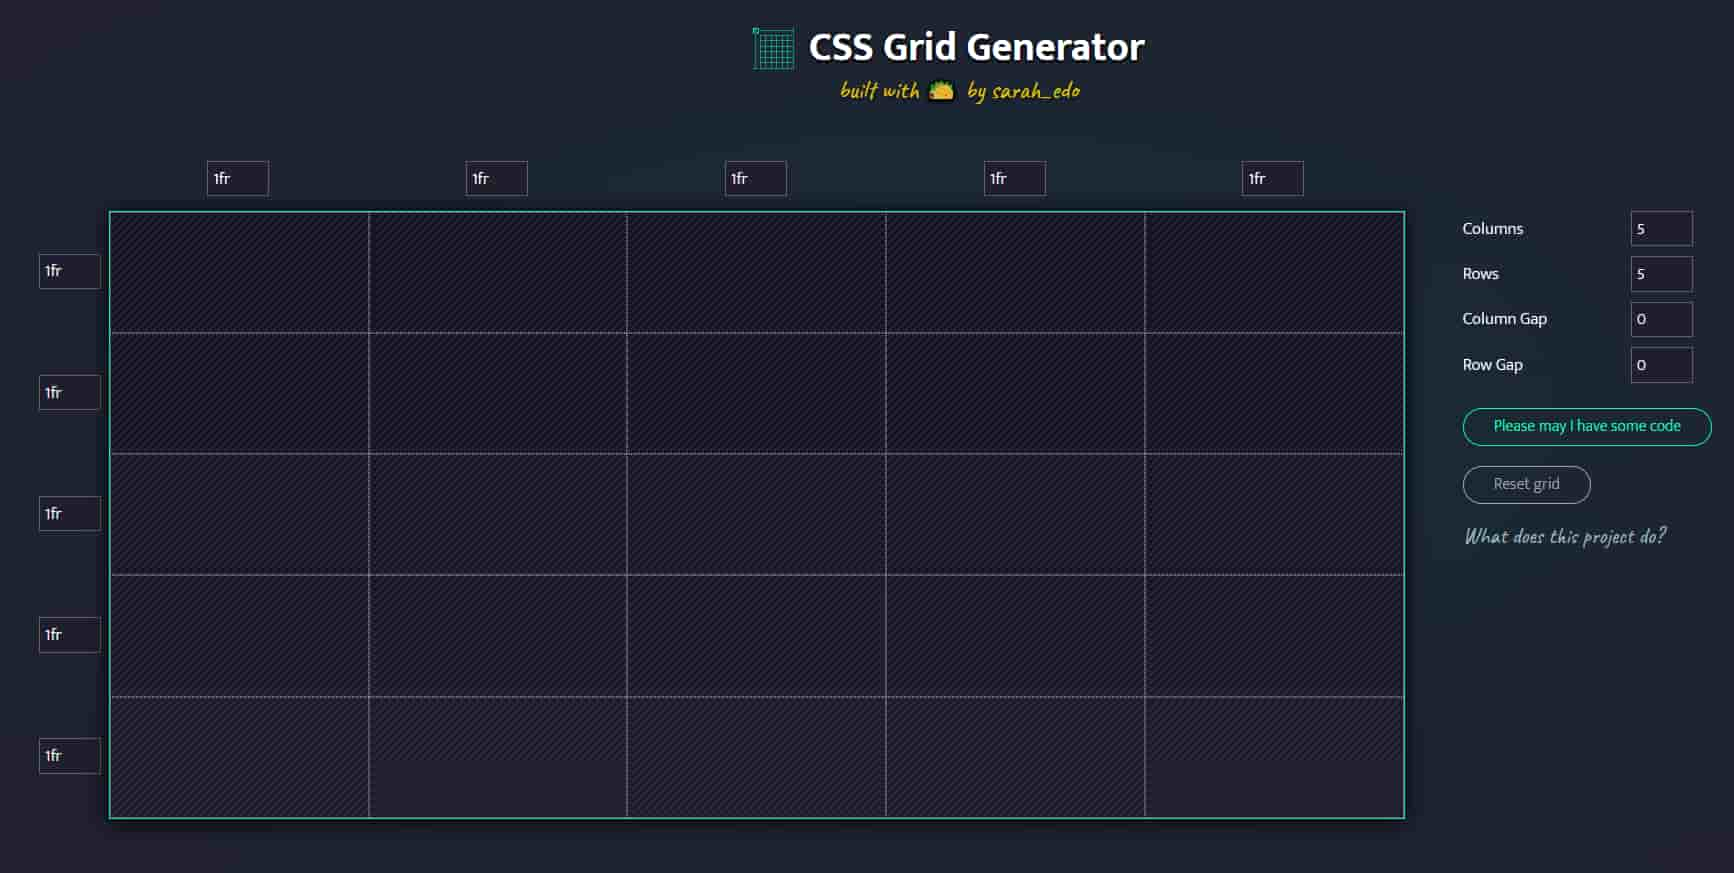 CSS Grid Generator
built with by sarah_edo
1fr 1fr 1fr 1fr 1fr
1fr
1fr
1fr
1fr
1fr
Columns 5
Rows 5
Column Gap 0
Row Gap 0
Please may I have some code
Reset grid
What does this project do?